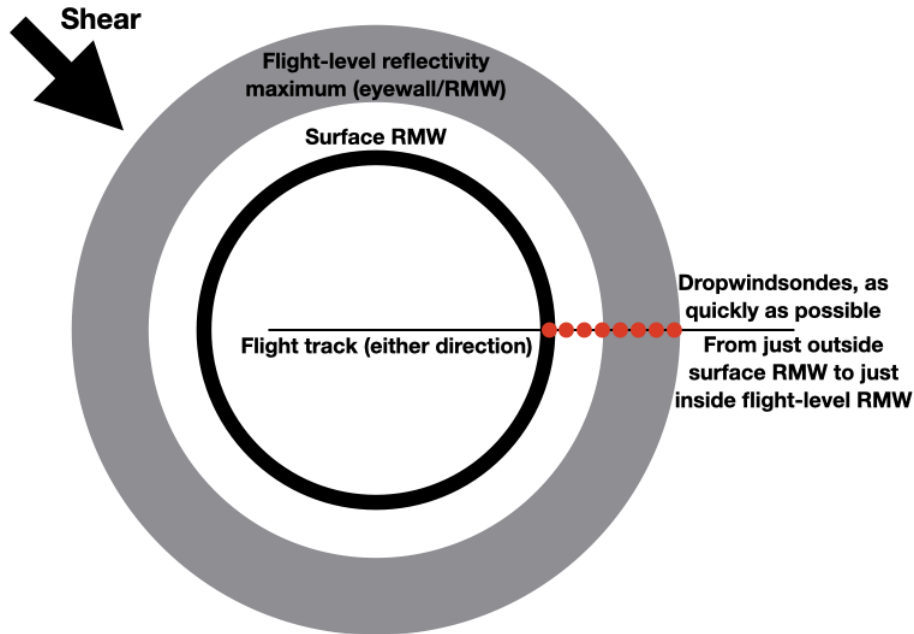 Shear
Flight-level reflectivity
maximum (eyewall/RMW)
Surface RMW
Dropwindsondes, as
quickly as possible
Flight track (either direction)
From just outside
surface RMW to just
inside flight-level RMW